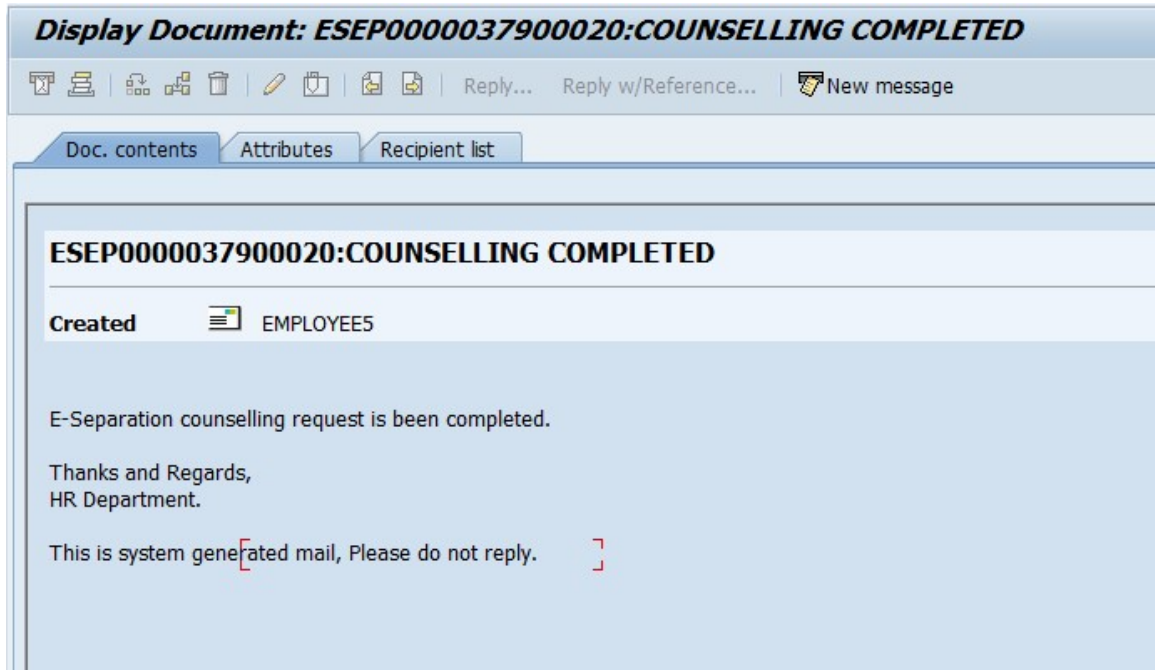 Display Document: ESEP0000037900020:COUNSELLING COMPLETED
Reply... Reply w/Reference... New message
Doc. contents Attributes Recipient list
ESEP0000037900020:COUNSELLING COMPLETED
Created EMPLOYEE5
E-Separation counselling request is been completed.
Thanks and Regards,
HR Department.
This is system generated mail, Please do not reply.